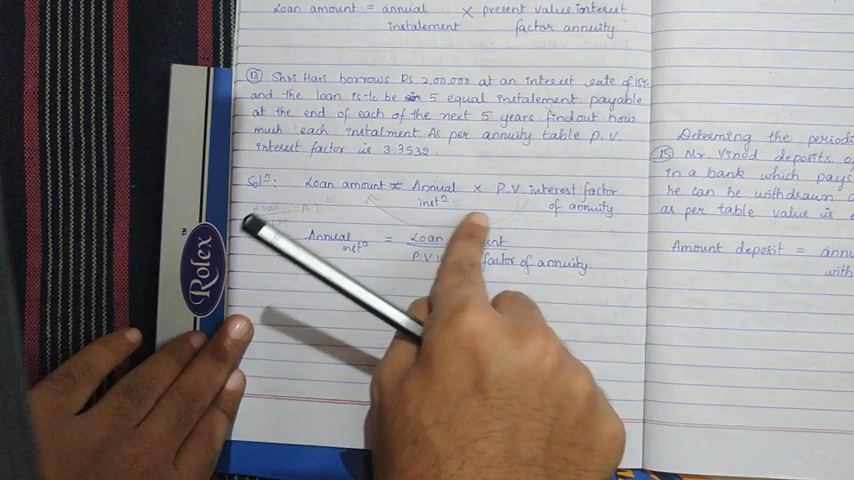 Loan amount = annual × present value interest
instalement factor annuity
13 Shri Hari borrows Rs 2,00,000 at an interest rate of 15%
and the loan is to be in 5 equal instalement payable
at the end of each of the next 5 years find out how
much each instalment. As per annuity table P.V.
interest factor is 3.3532
Solⁿ: Loan amount = Annual × P.V interest factor
instⁿ of annuity
Annual = Loan
instⁿ P.V factor of annuity
Rolex
TM
Determing the periodi
15 Mr. Vinod deposits
in a bank which pays
he can be withdrawn
as per table value is
Amount deposit = annu
with